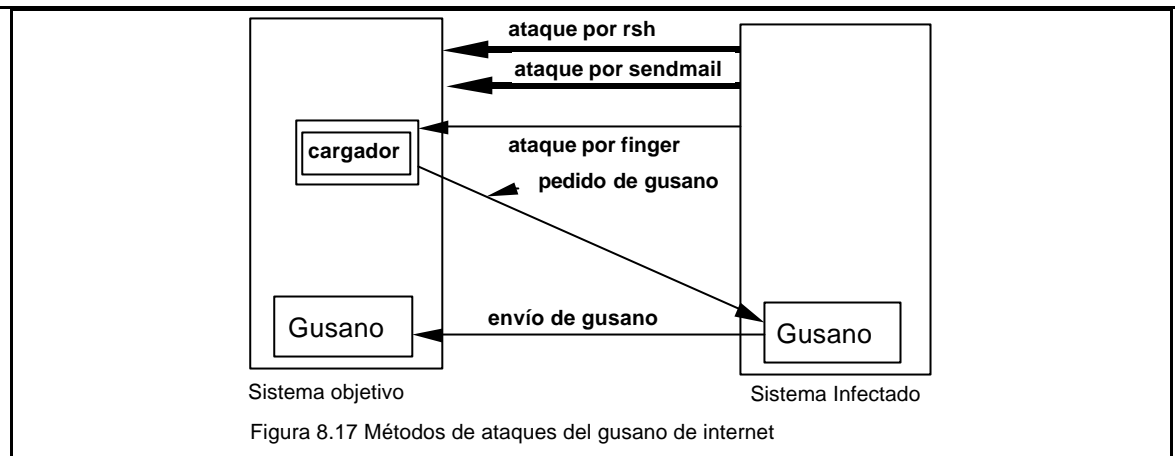 ataque por rsh
ataque por sendmail
cargador
ataque por finger
pedido de gusano
envío de gusano
Gusano
Gusano
Sistema objetivo
Sistema Infectado
Figura 8.17 Métodos de ataques del gusano de internet